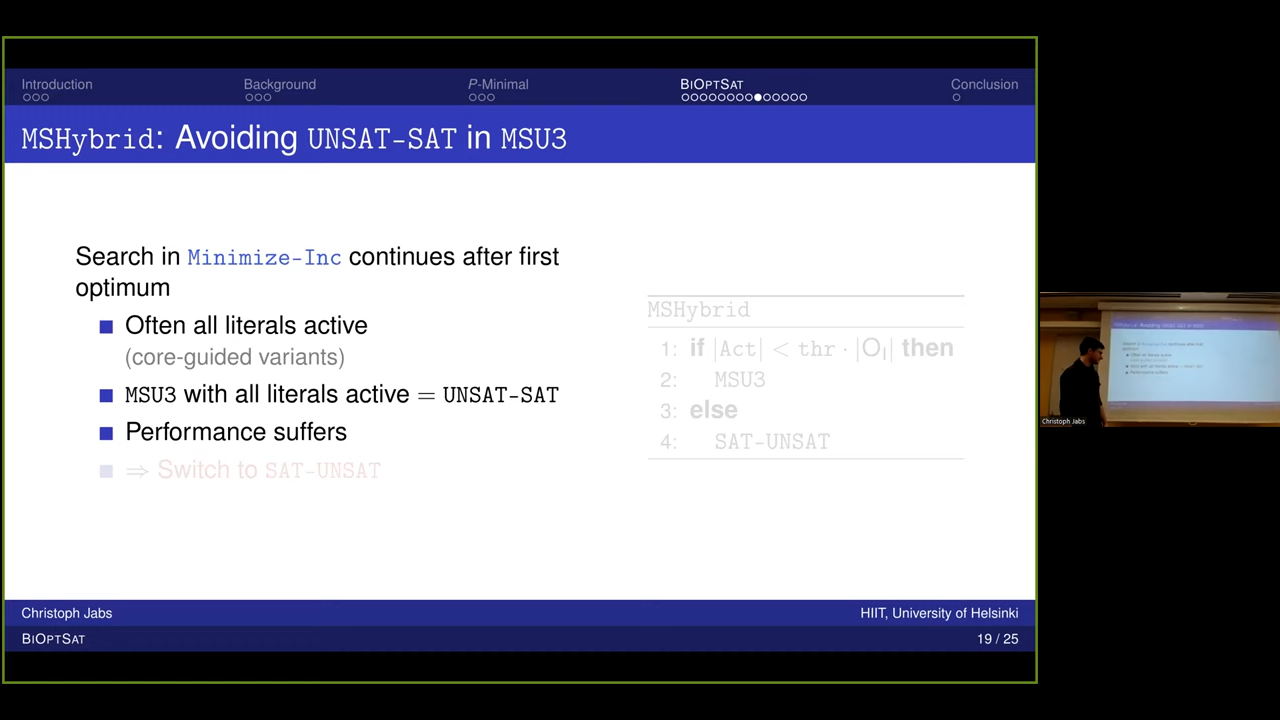 Introduction Background P-Minimal BIOPTSAT Conclusion
MSHybrid: Avoiding UNSAT-SAT in MSU3
Search in Minimize-Inc continues after first
optimum
Often all literals active
(core-guided variants)
MSU3 with all literals active = UNSAT-SAT
Performance suffers
⇒ Switch to SAT-UNSAT
MSHybrid
1: if |Act| < thr · |O_I| then
2: MSU3
3: else
4: SAT-UNSAT
Christoph Jabs HIIT, University of Helsinki
BIOPTSAT 19 / 25
Christoph Jabs